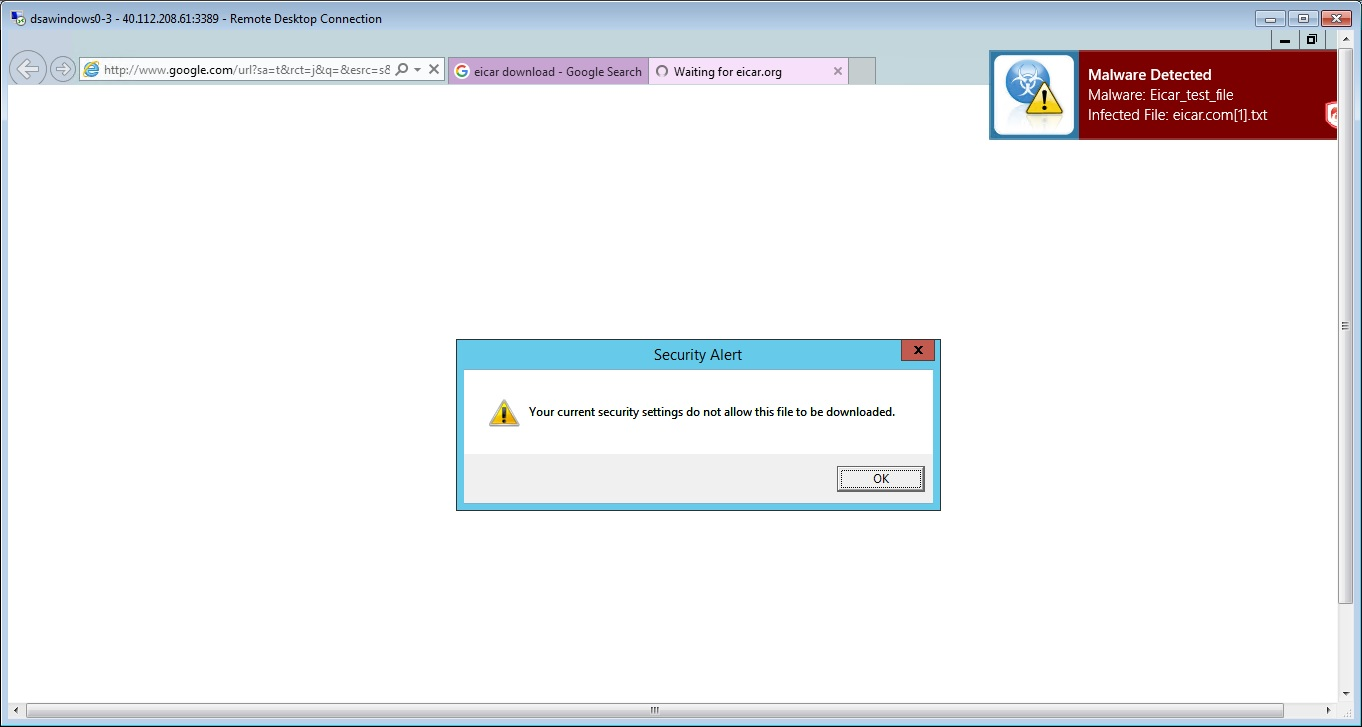 dsawindows0-3 - 40.112.208.61:3389 - Remote Desktop Connection
http://www.google.com/url?sa=t&rct=j&q=&esrc=s&
eicar download - Google Search
Waiting for eicar.org
Malware Detected
Malware: Eicar_test_file
Infected File: eicar.com[1].txt
Security Alert
Your current security settings do not allow this file to be downloaded.
OK